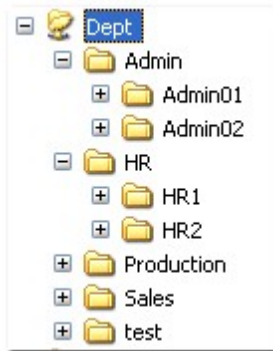 Dept
Admin
Admin01
Admin02
HR
HR1
HR2
Production
Sales
test